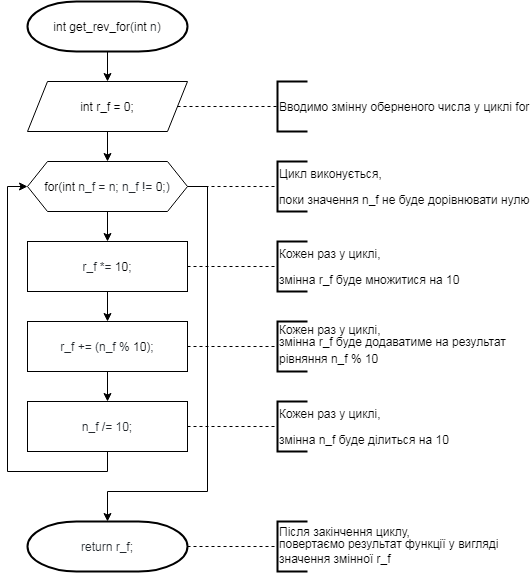 int get_rev_for(int n)
int r_f = 0;
Вводимо змінну оберненого числа у циклі for
for(int n_f = n; n_f != 0;)
Цикл виконується,
поки значення n_f не буде дорівнювати нулю
r_f *= 10;
Кожен раз у циклі,
змінна r_f буде множитися на 10
r_f += (n_f % 10);
Кожен раз у циклі,
змінна r_f буде додаватиме на результат
рівняння n_f % 10
n_f /= 10;
Кожен раз у циклі,
змінна n_f буде ділиться на 10
return r_f;
Після закінчення циклу,
повертаємо результат функції у вигляді
значення змінної r_f